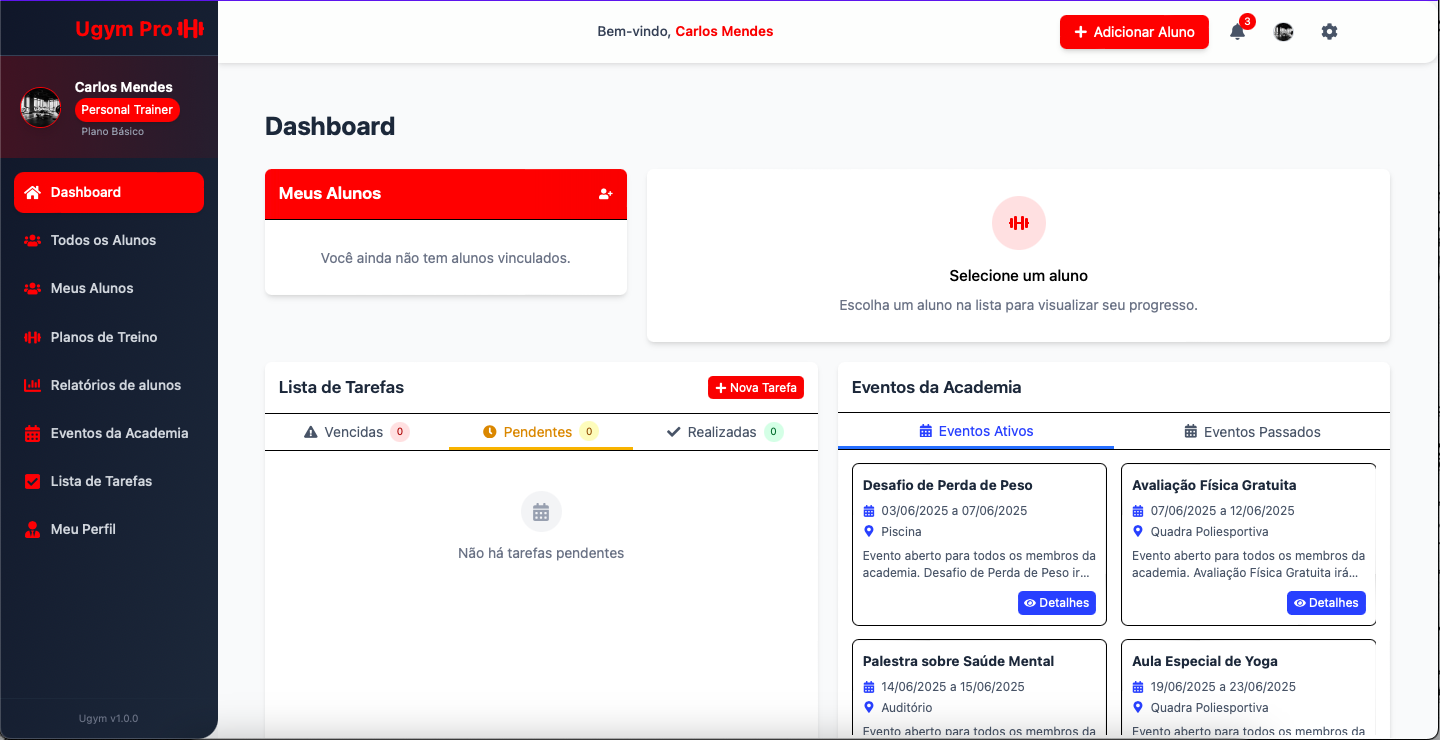 Ugym Pro
Bem-vindo, Carlos Mendes
Adicionar Aluno
3
Carlos Mendes
Personal Trainer
Plano Básico
Dashboard
Todos os Alunos
Meus Alunos
Planos de Treino
Relatórios de alunos
Eventos da Academia
Lista de Tarefas
Meu Perfil
Ugym v1.0.0
Dashboard
Meus Alunos
Você ainda não tem alunos vinculados.
Selecione um aluno
Escolha um aluno na lista para visualizar seu progresso.
Lista de Tarefas
Nova Tarefa
Vencidas 0
Pendentes 0
Realizadas 0
Não há tarefas pendentes
Eventos da Academia
Eventos Ativos
Eventos Passados
Desafio de Perda de Peso
03/06/2025 a 07/06/2025
Piscina
Evento aberto para todos os membros da
academia. Desafio de Perda de Peso ir...
Detalhes
Avaliação Física Gratuita
07/06/2025 a 12/06/2025
Quadra Poliesportiva
Evento aberto para todos os membros da
academia. Avaliação Física Gratuita irá...
Detalhes
Palestra sobre Saúde Mental
14/06/2025 a 15/06/2025
Auditório
Evento aberto para todos os membros da
Aula Especial de Yoga
19/06/2025 a 23/06/2025
Quadra Poliesportiva
Evento aberto para todos os membros da